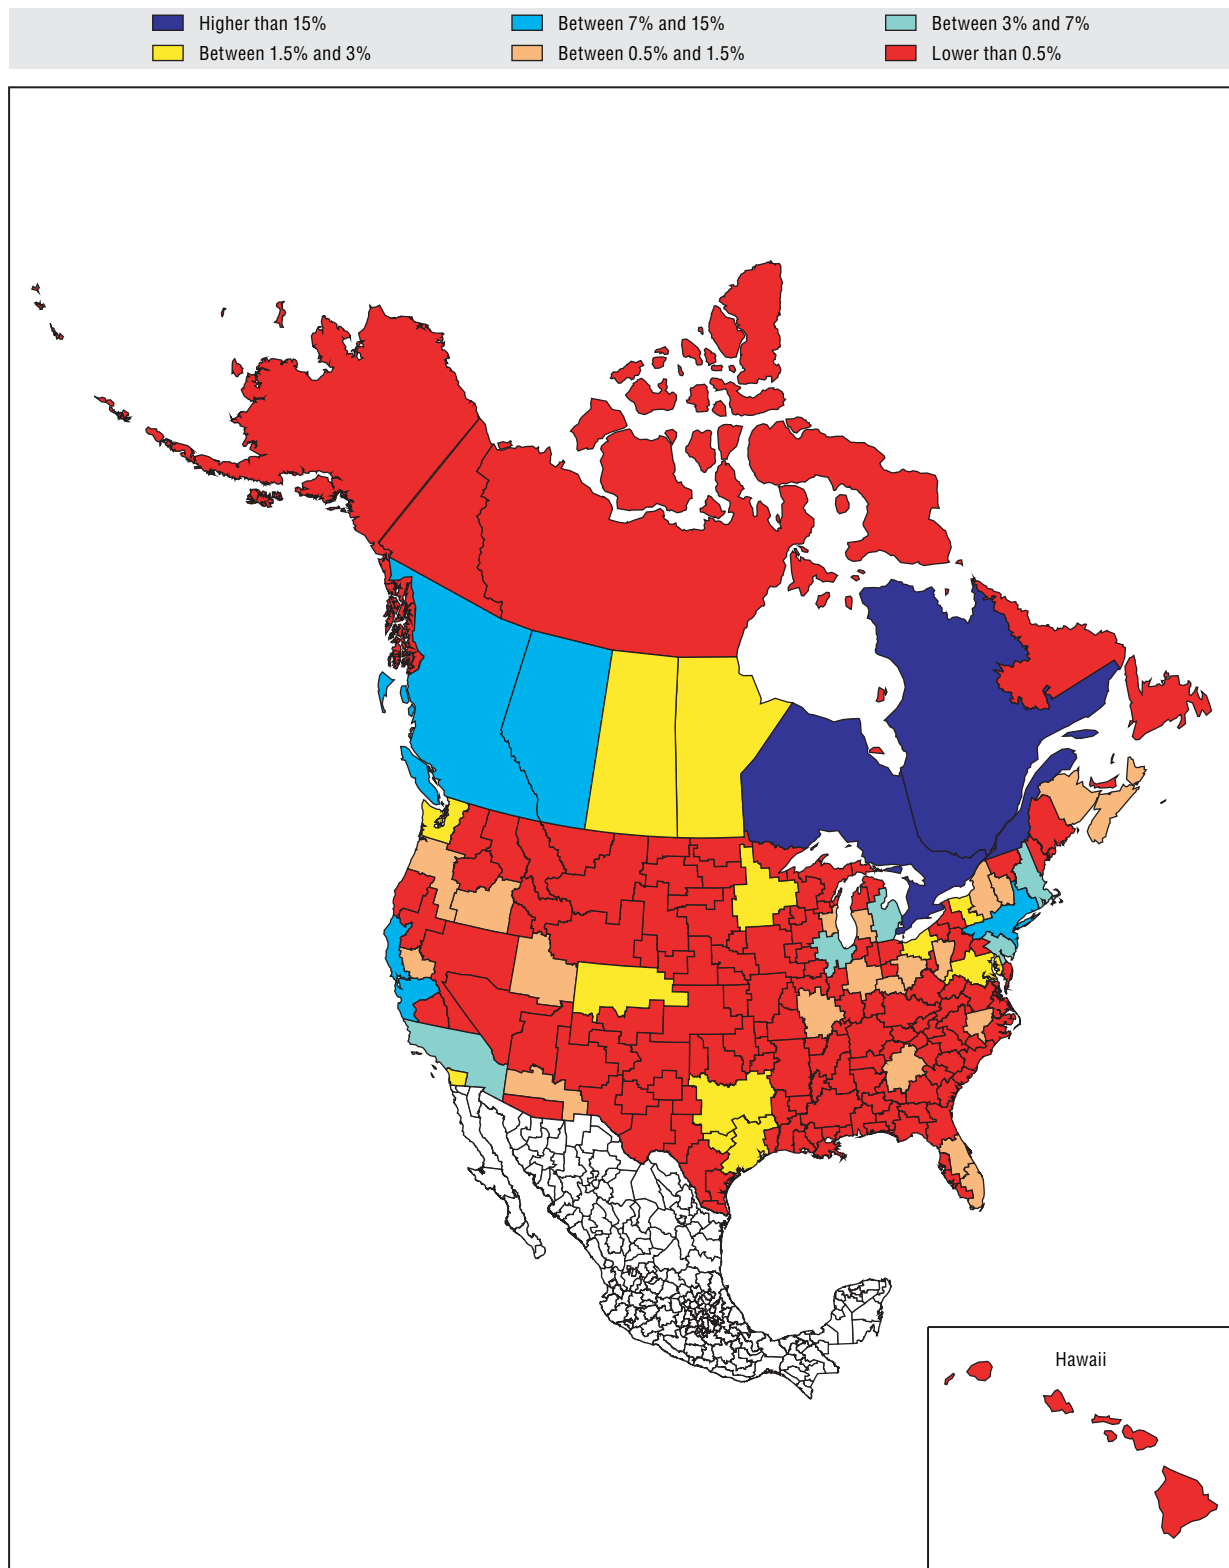 Higher than 15%
Between 7% and 15%
Between 3% and 7%
Between 1.5% and 3%
Between 0.5% and 1.5%
Lower than 0.5%
Hawaii